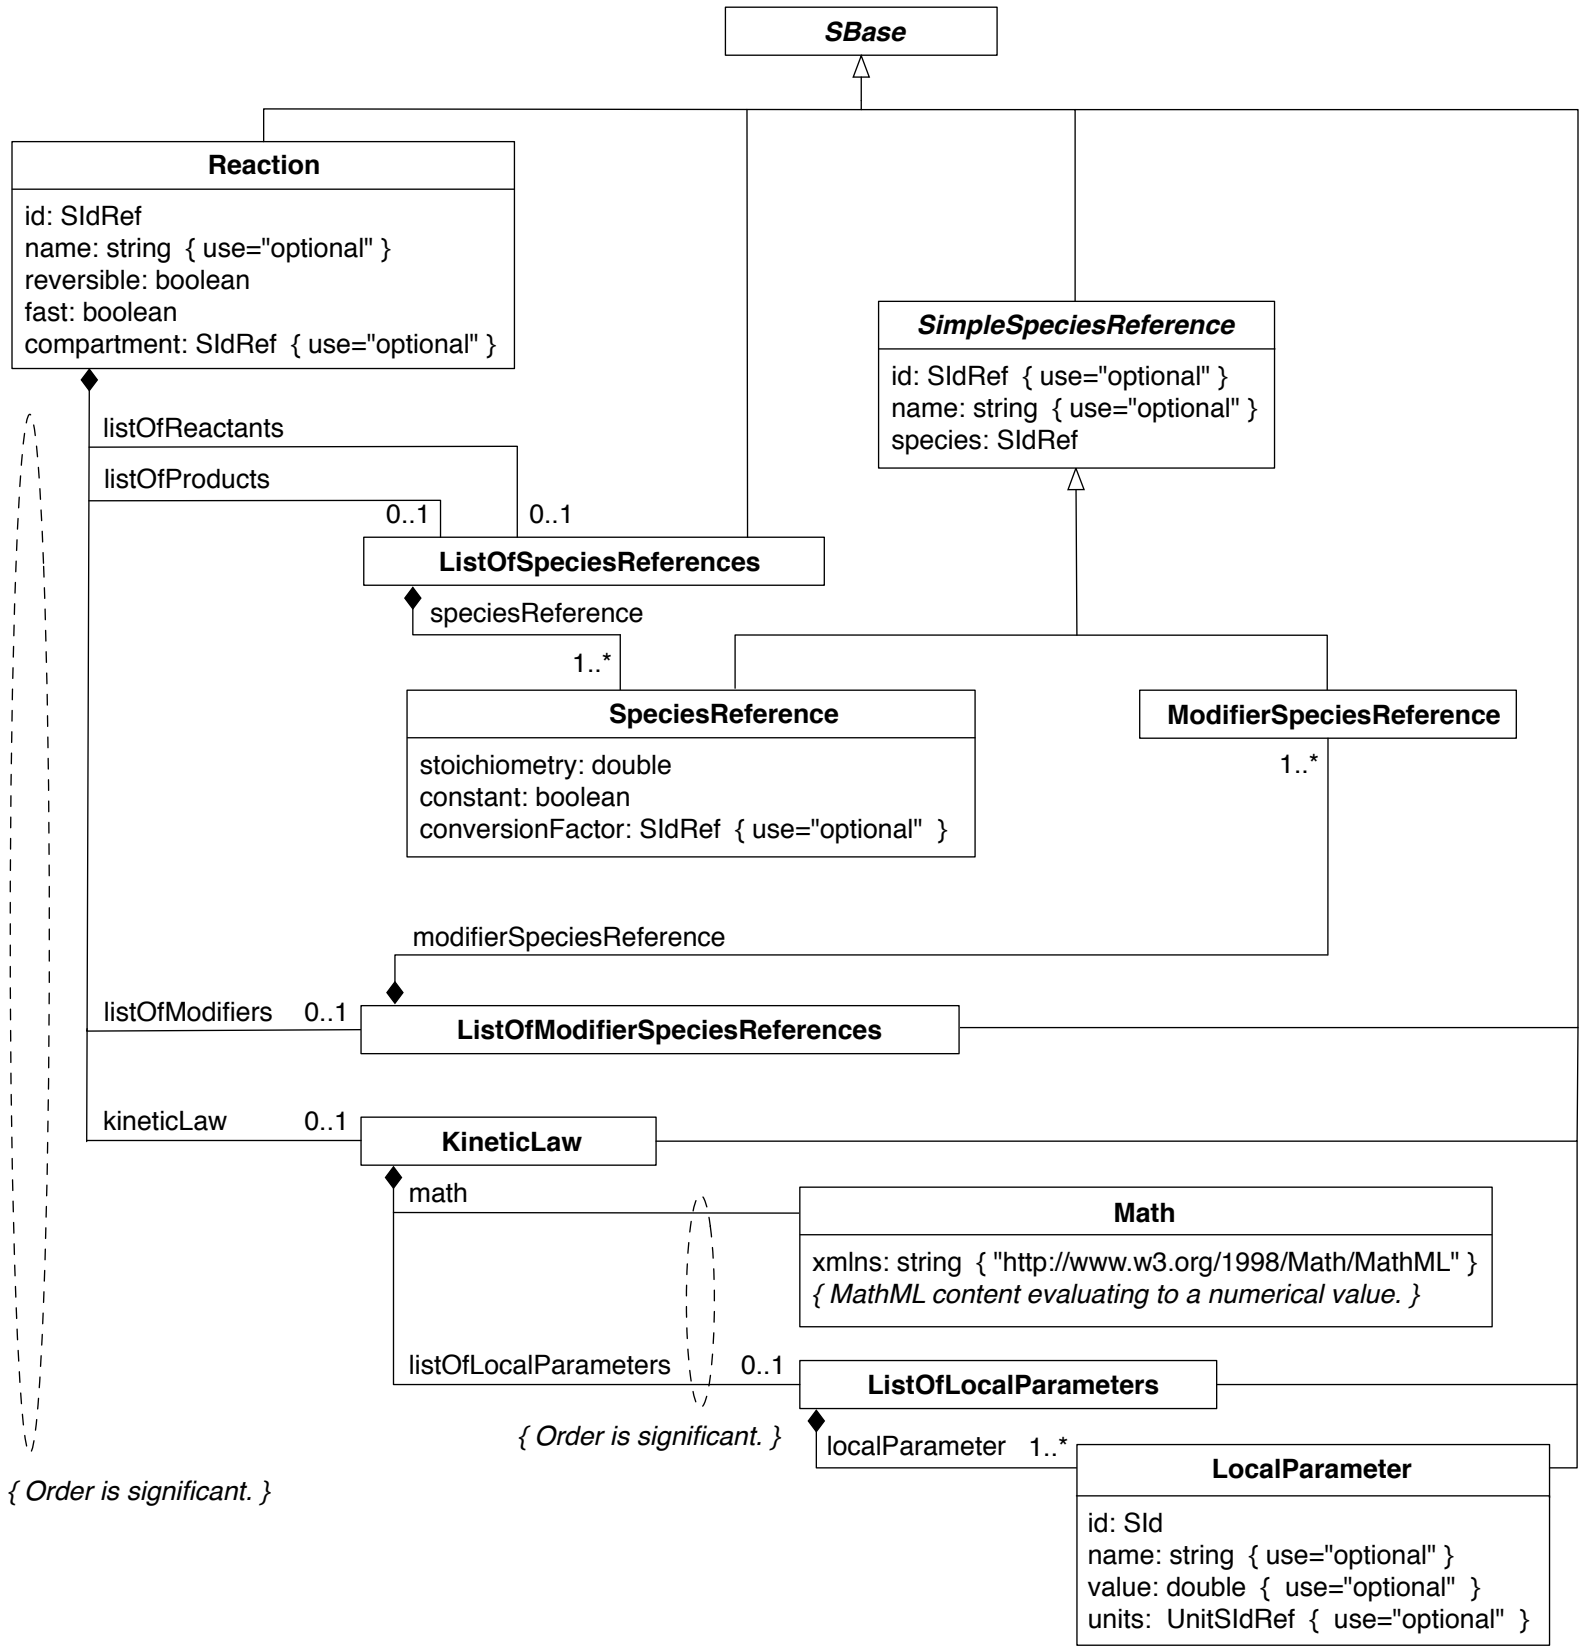 SBase
Reaction
id: SIdRef
name: string { use="optional" }
reversible: boolean
fast: boolean
compartment: SIdRef { use="optional" }
SimpleSpeciesReference
id: SIdRef { use="optional" }
name: string { use="optional" }
species: SIdRef
listOfReactants
listOfProducts
0..1
0..1
ListOfSpeciesReferences
speciesReference
1..*
SpeciesReference
stoichiometry: double
constant: boolean
conversionFactor: SIdRef { use="optional" }
ModifierSpeciesReference
1..*
modifierSpeciesReference
listOfModifiers 0..1
ListOfModifierSpeciesReferences
kineticLaw 0..1
KineticLaw
math
Math
xmlns: string { "http://www.w3.org/1998/Math/MathML" }
{ MathML content evaluating to a numerical value. }
listOfLocalParameters 0..1
ListOfLocalParameters
{ Order is significant. }
localParameter 1..*
{ Order is significant. }
LocalParameter
id: SId
name: string { use="optional" }
value: double { use="optional" }
units: UnitSIdRef { use="optional" }